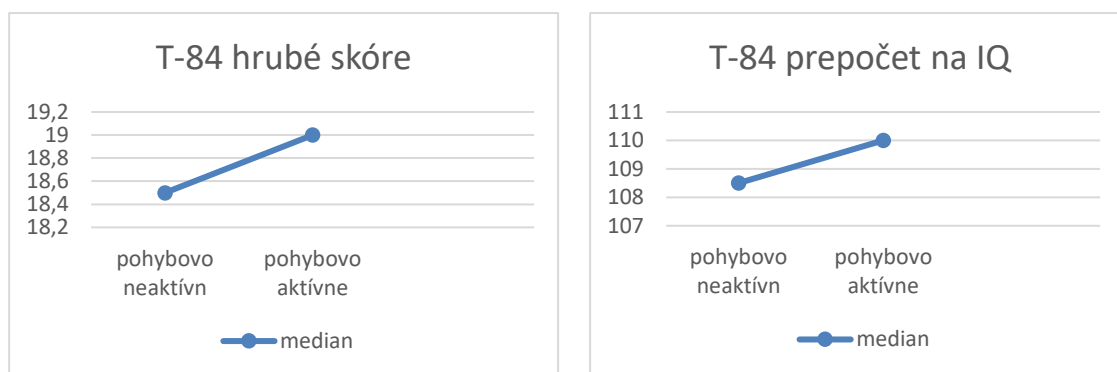 T-84 hrubé skóre
19,2
19
18,8
18,6
18,4
18,2
pohybovo
neaktívn
pohybovo
aktívne
median
T-84 prepočet na IQ
111
110
109
108
107
pohybovo
neaktívn
pohybovo
aktívne
median